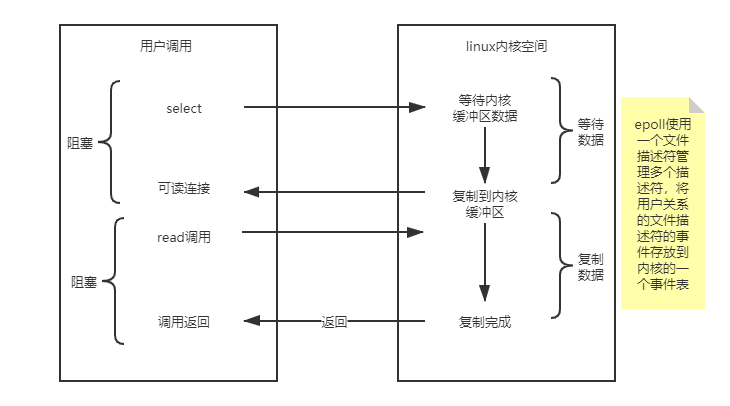 用户调用
linux内核空间
select
等待内核
缓冲区数据
阻塞
等待
数据
可读连接
复制到内核
缓冲区
read调用
阻塞
复制
数据
调用返回
返回
复制完成
epoll使用
一个文件
描述符管
理多个描
述符，将
用户关系
的文件描
述符的事
件存放到
内核的一
个事件表